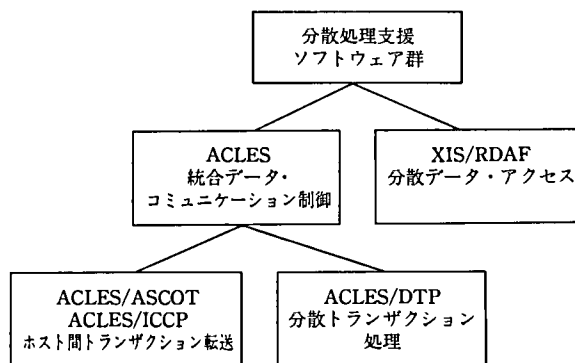 分散処理支援
ソフトウェア群
ACLES
統合データ・
コミュニケーション制御
XIS/RDAF
分散データ・アクセス
ACLES/ASCOT
ACLES/ICCP
ホスト間トランザクション転送
ACLES/DTP
分散トランザクション
処理